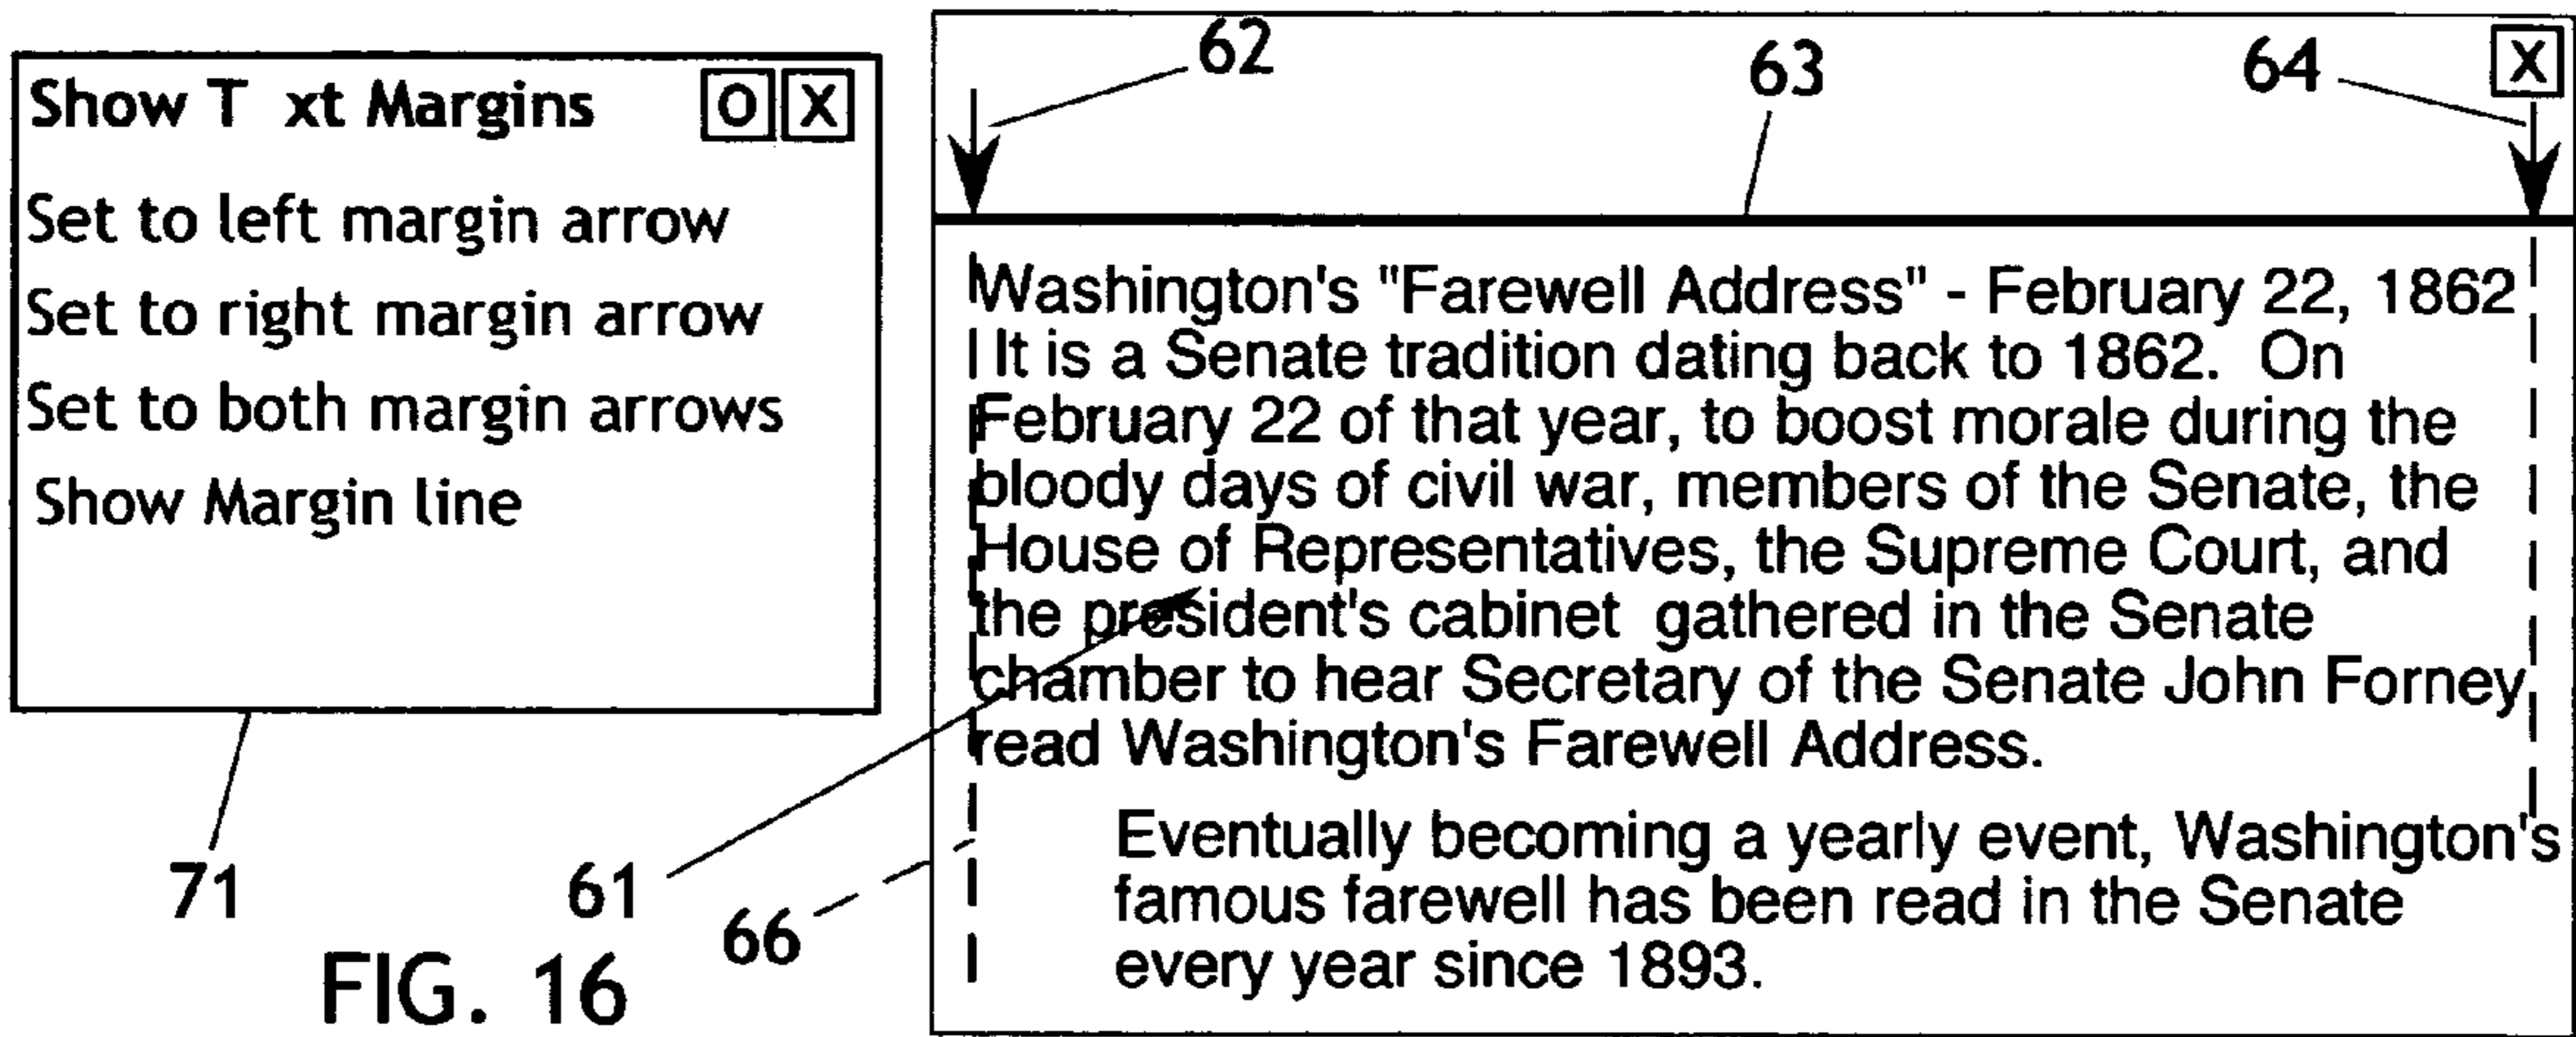 Show T xt Margins O X
Set to left margin arrow
Set to right margin arrow
Set to both margin arrows
Show Margin line
71
61
66
FIG. 16
62
63
64
X
Washington's "Farewell Address" - February 22, 1862
It is a Senate tradition dating back to 1862.  On
February 22 of that year, to boost morale during the
bloody days of civil war, members of the Senate, the
House of Representatives, the Supreme Court, and
the president's cabinet  gathered in the Senate
chamber to hear Secretary of the Senate John Forney
read Washington's Farewell Address.
Eventually becoming a yearly event, Washington's
famous farewell has been read in the Senate
every year since 1893.